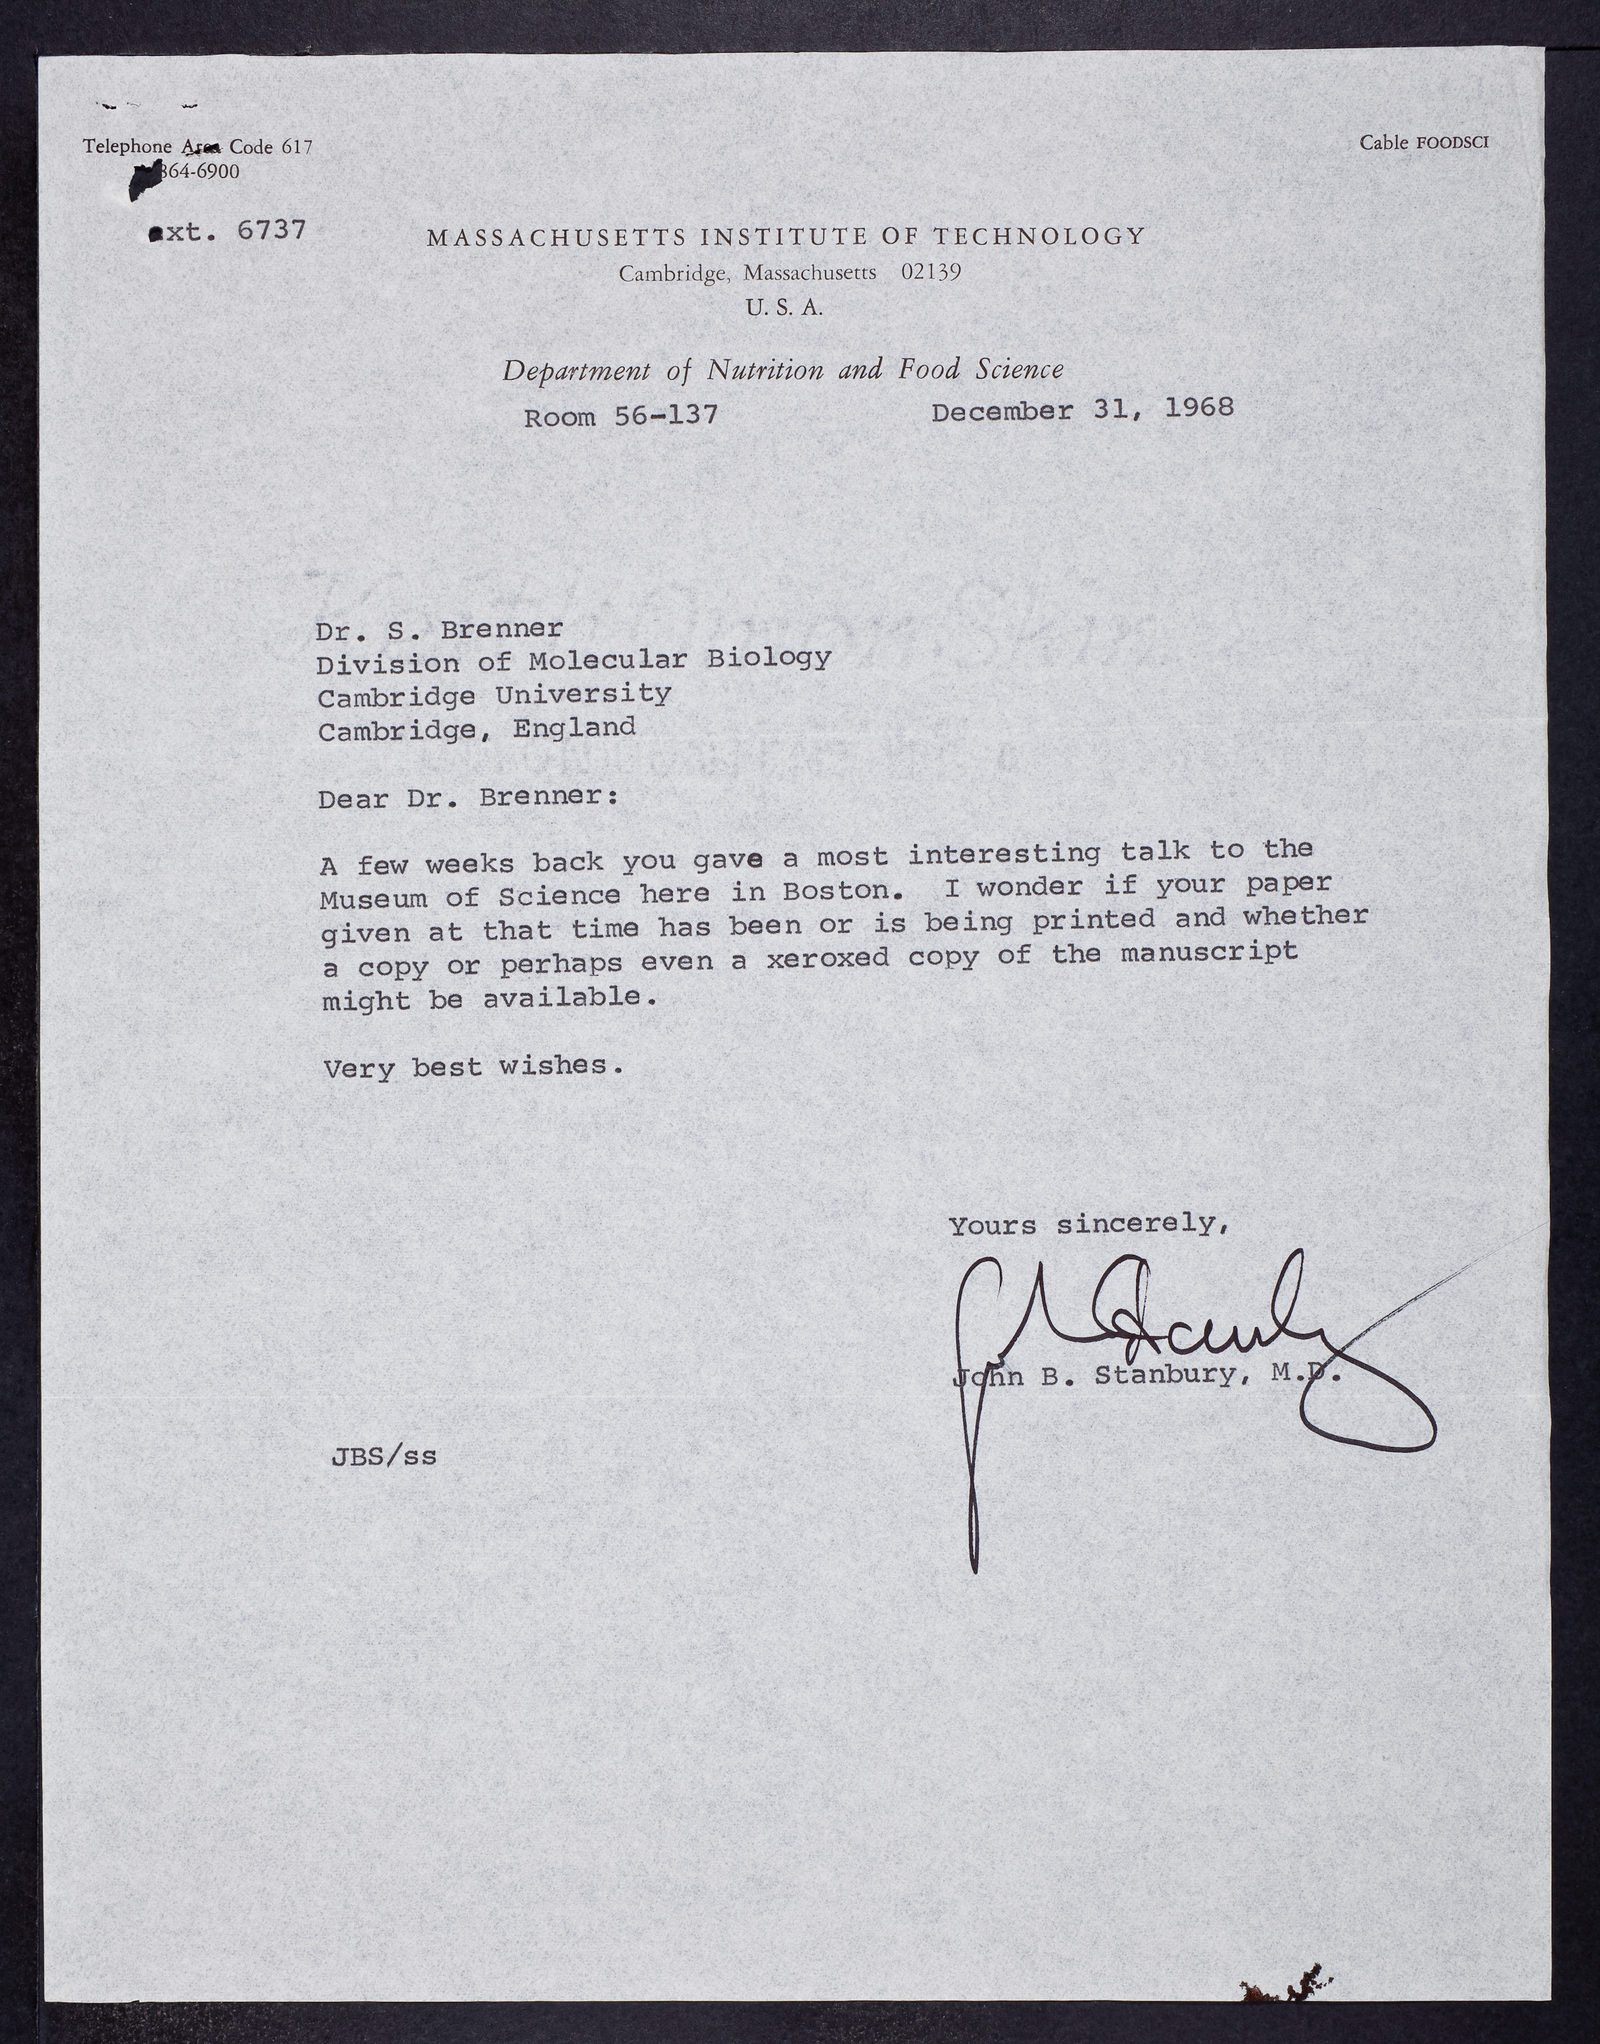 Telephone Area Code 617
864-6900
ext. 6737
Cable FOODSCI
MASSACHUSETTS INSTITUTE OF TECHNOLOGY
Cambridge, Massachusetts 02139
U. S. A.
Department of Nutrition and Food Science
Room 56-137 December 31, 1968
Dr. S. Brenner
Division of Molecular Biology
Cambridge University
Cambridge, England
Dear Dr. Brenner:
A few weeks back you gave a most interesting talk to the
Museum of Science here in Boston. I wonder if your paper
given at that time has been or is being printed and whether
a copy or perhaps even a xeroxed copy of the manuscript
might be available.
Very best wishes.
Yours sincerely,
John B. Stanbury, M.D.
JBS/ss